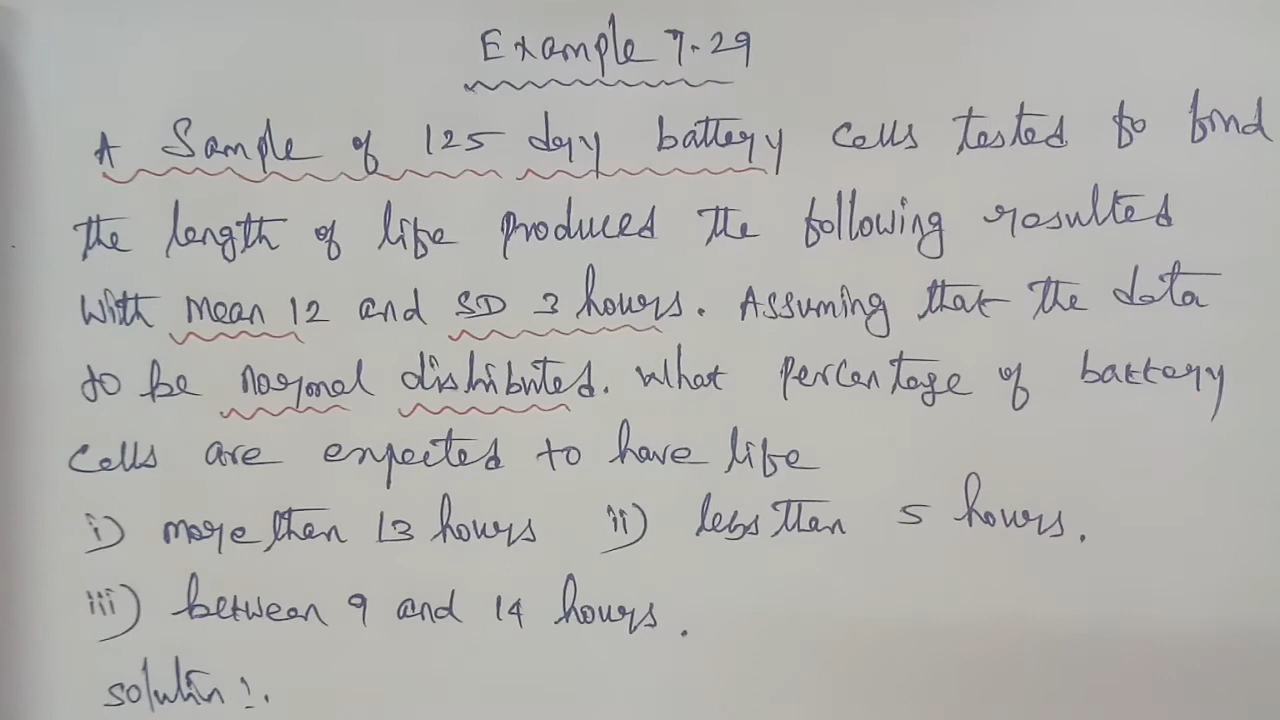 Example 7.29
A Sample of 125 dry battery cells tested to find
the length of life produced the following resulted
with mean 12 and SD 3 hours. Assuming that the data
to be normal distributed. What percentage of battery
cells are expected to have life
i) more than 13 hours ii) less than 5 hours.
iii) between 9 and 14 hours.
Solutin :.